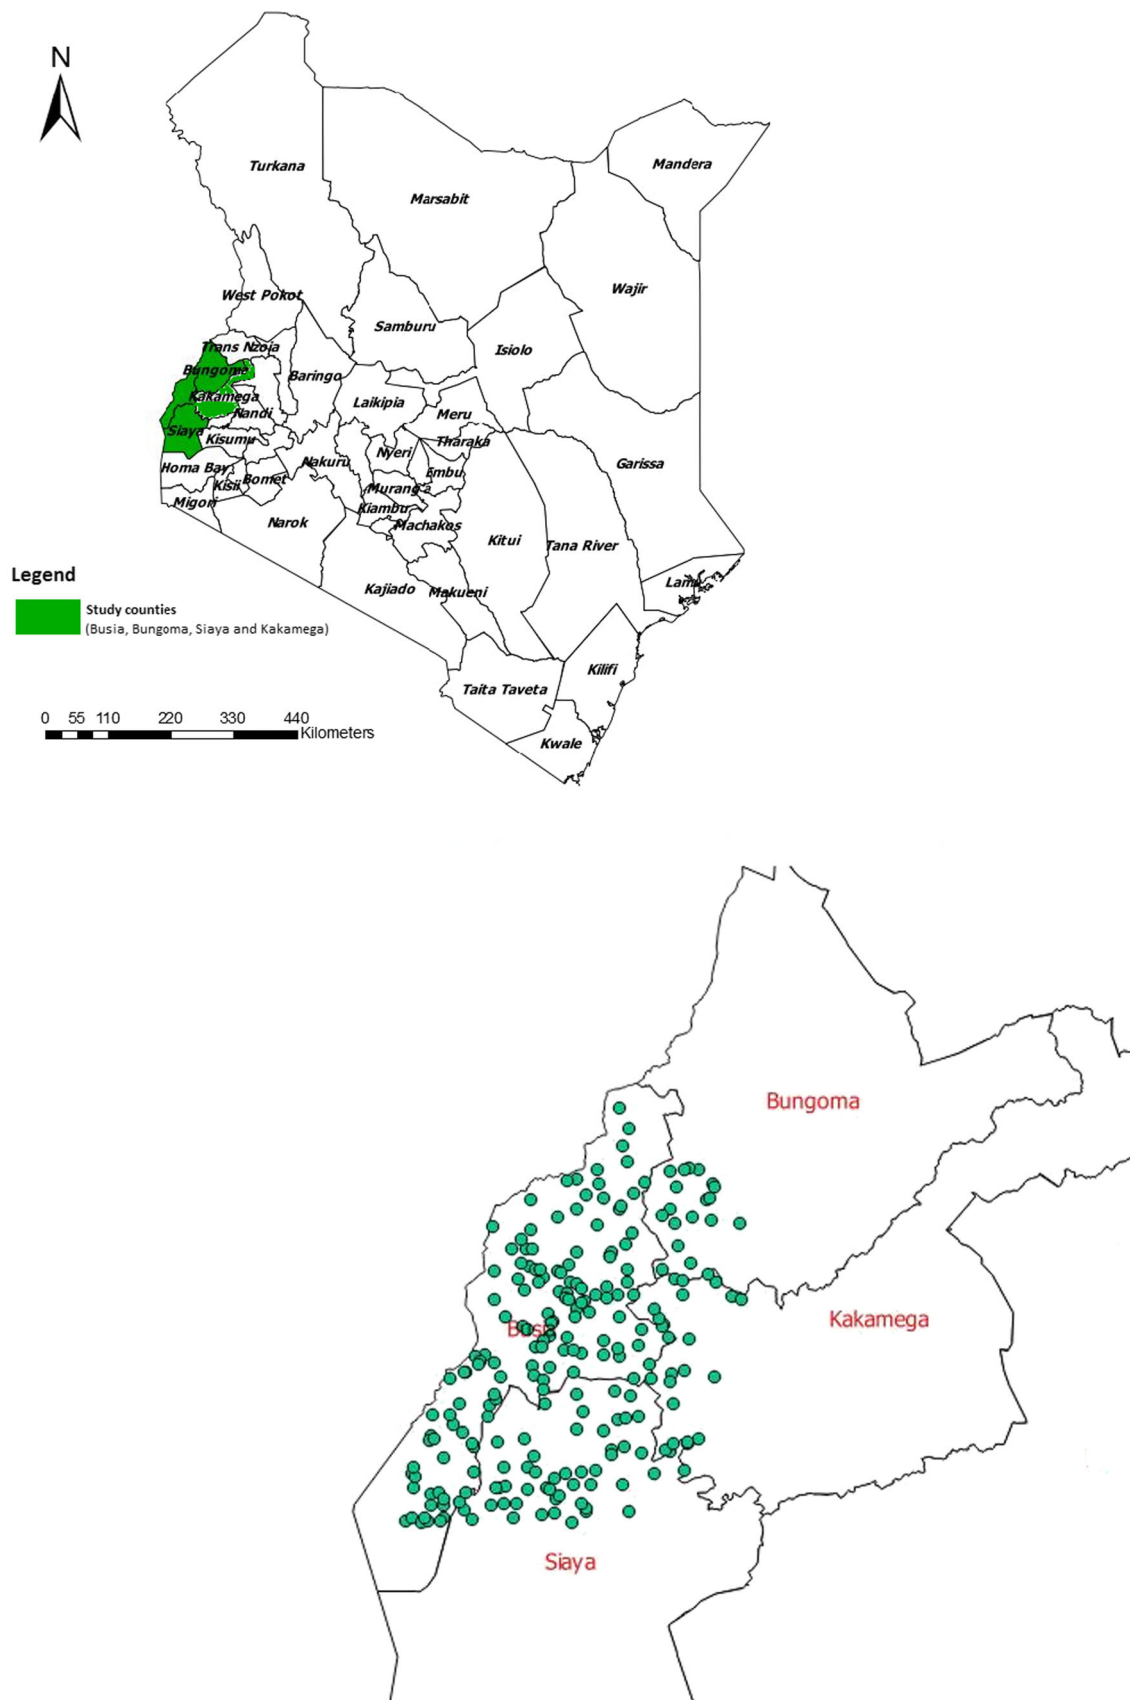 N
Turkana
Mandera
Marsabit
Wajir
West Pokot
Samburu
Trans Nzoia
Isiolo
Bungoma
Baringo
Kakamega
Laikipia
Nandi
Meru
Siaya
Kisumu
Tharaka
Nyeri
Garissa
Homa Bay
Nakuru
Embu
Kisii
Bomet
Murang'a
Migori
Kiambu
Narok
Machakos
Kitui
Tana River
Legend
Kajiado
Makueni
Lamu
Study counties
(Busia, Bungoma, Siaya and Kakamega)
Kilifi
Taita Taveta
0 55 110 220 330 440
Kilometers
Kwale
Bungoma
Kakamega
Busia
Siaya